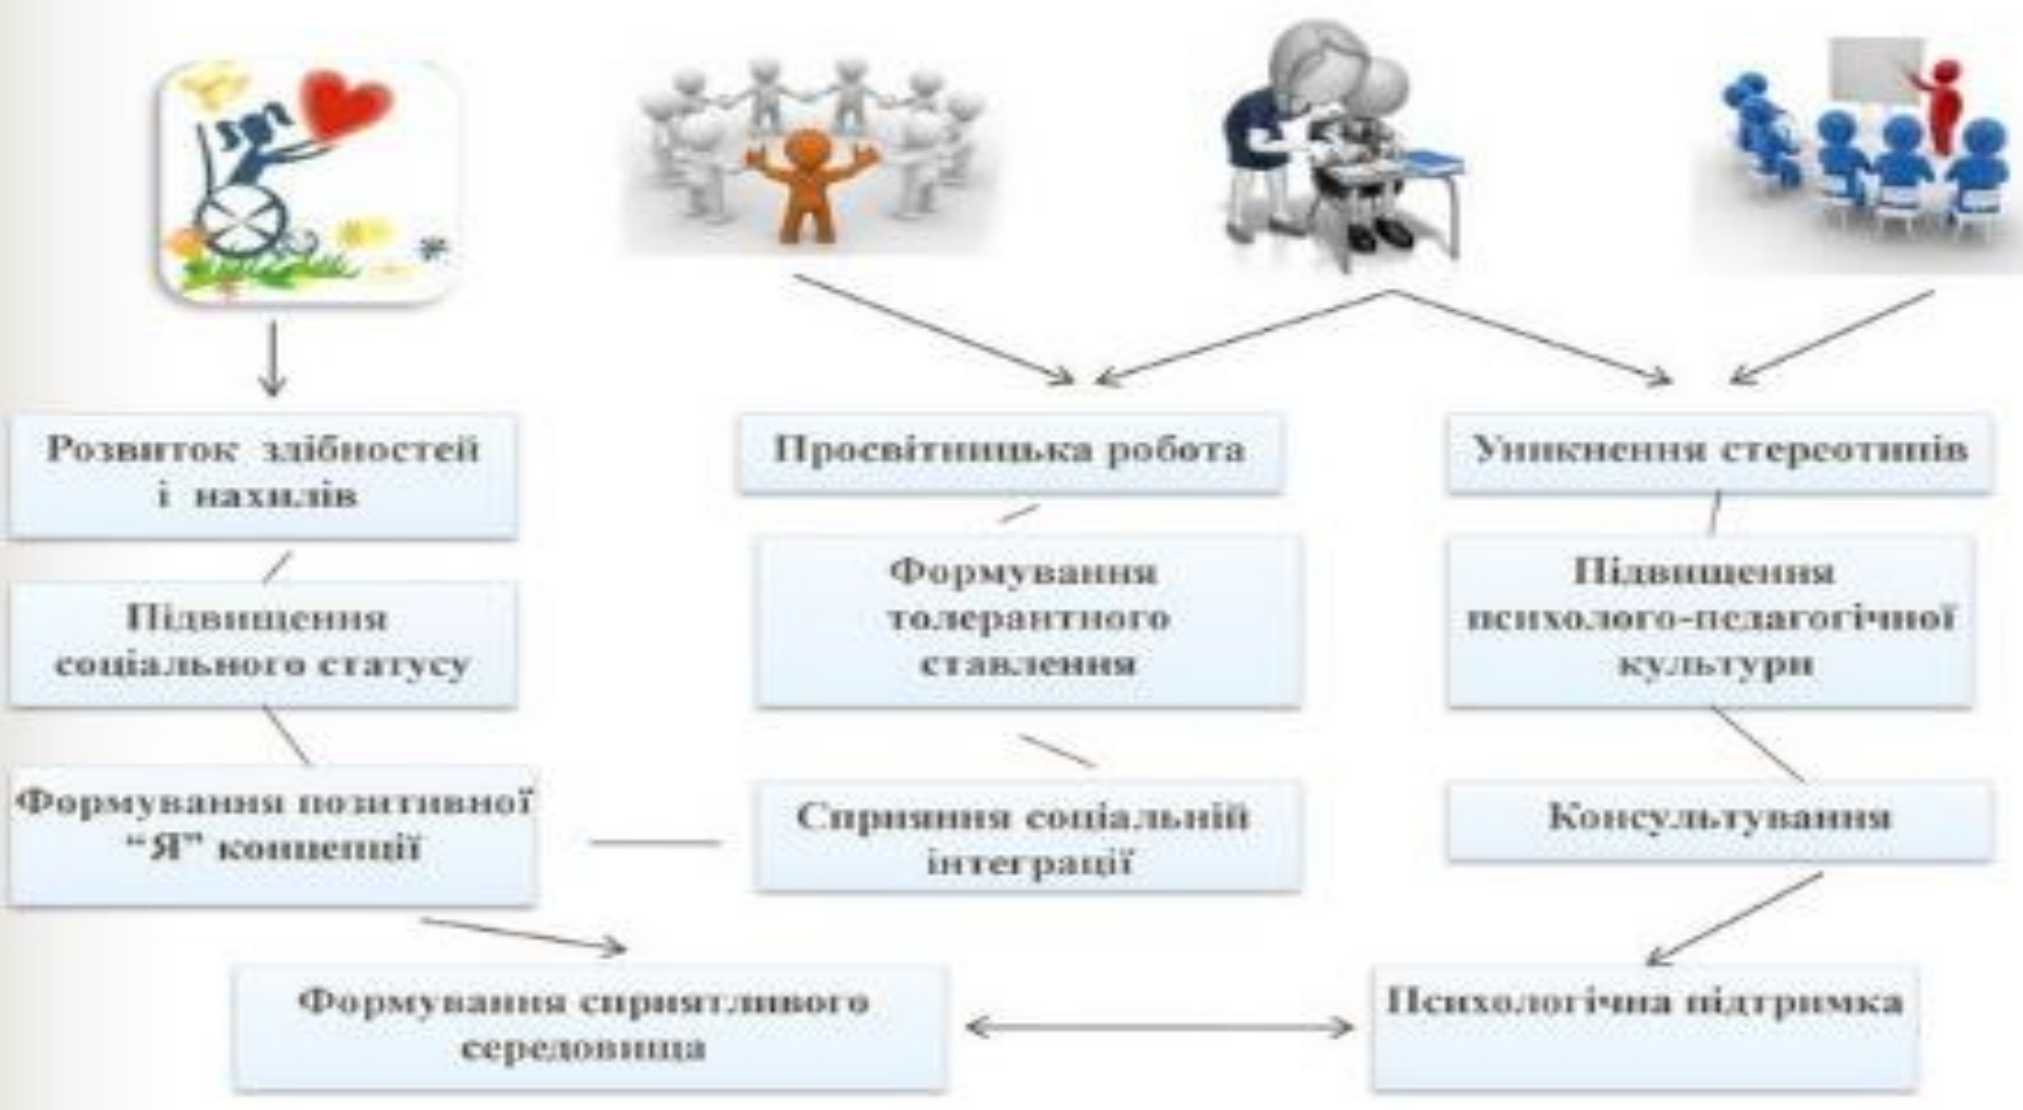 Розвиток здібностей
і нахилів
Підвищення
соціального статусу
Формування позитивної
“Я” концепції
Просвітницька робота
Формування
толерантного
ставлення
Сприяння соціальній
інтеграції
Уникнення стереотипів
Підвищення
психолого-педагогічної
культури
Консультування
Формування сприятливого
середовища
Психологічна підтримка